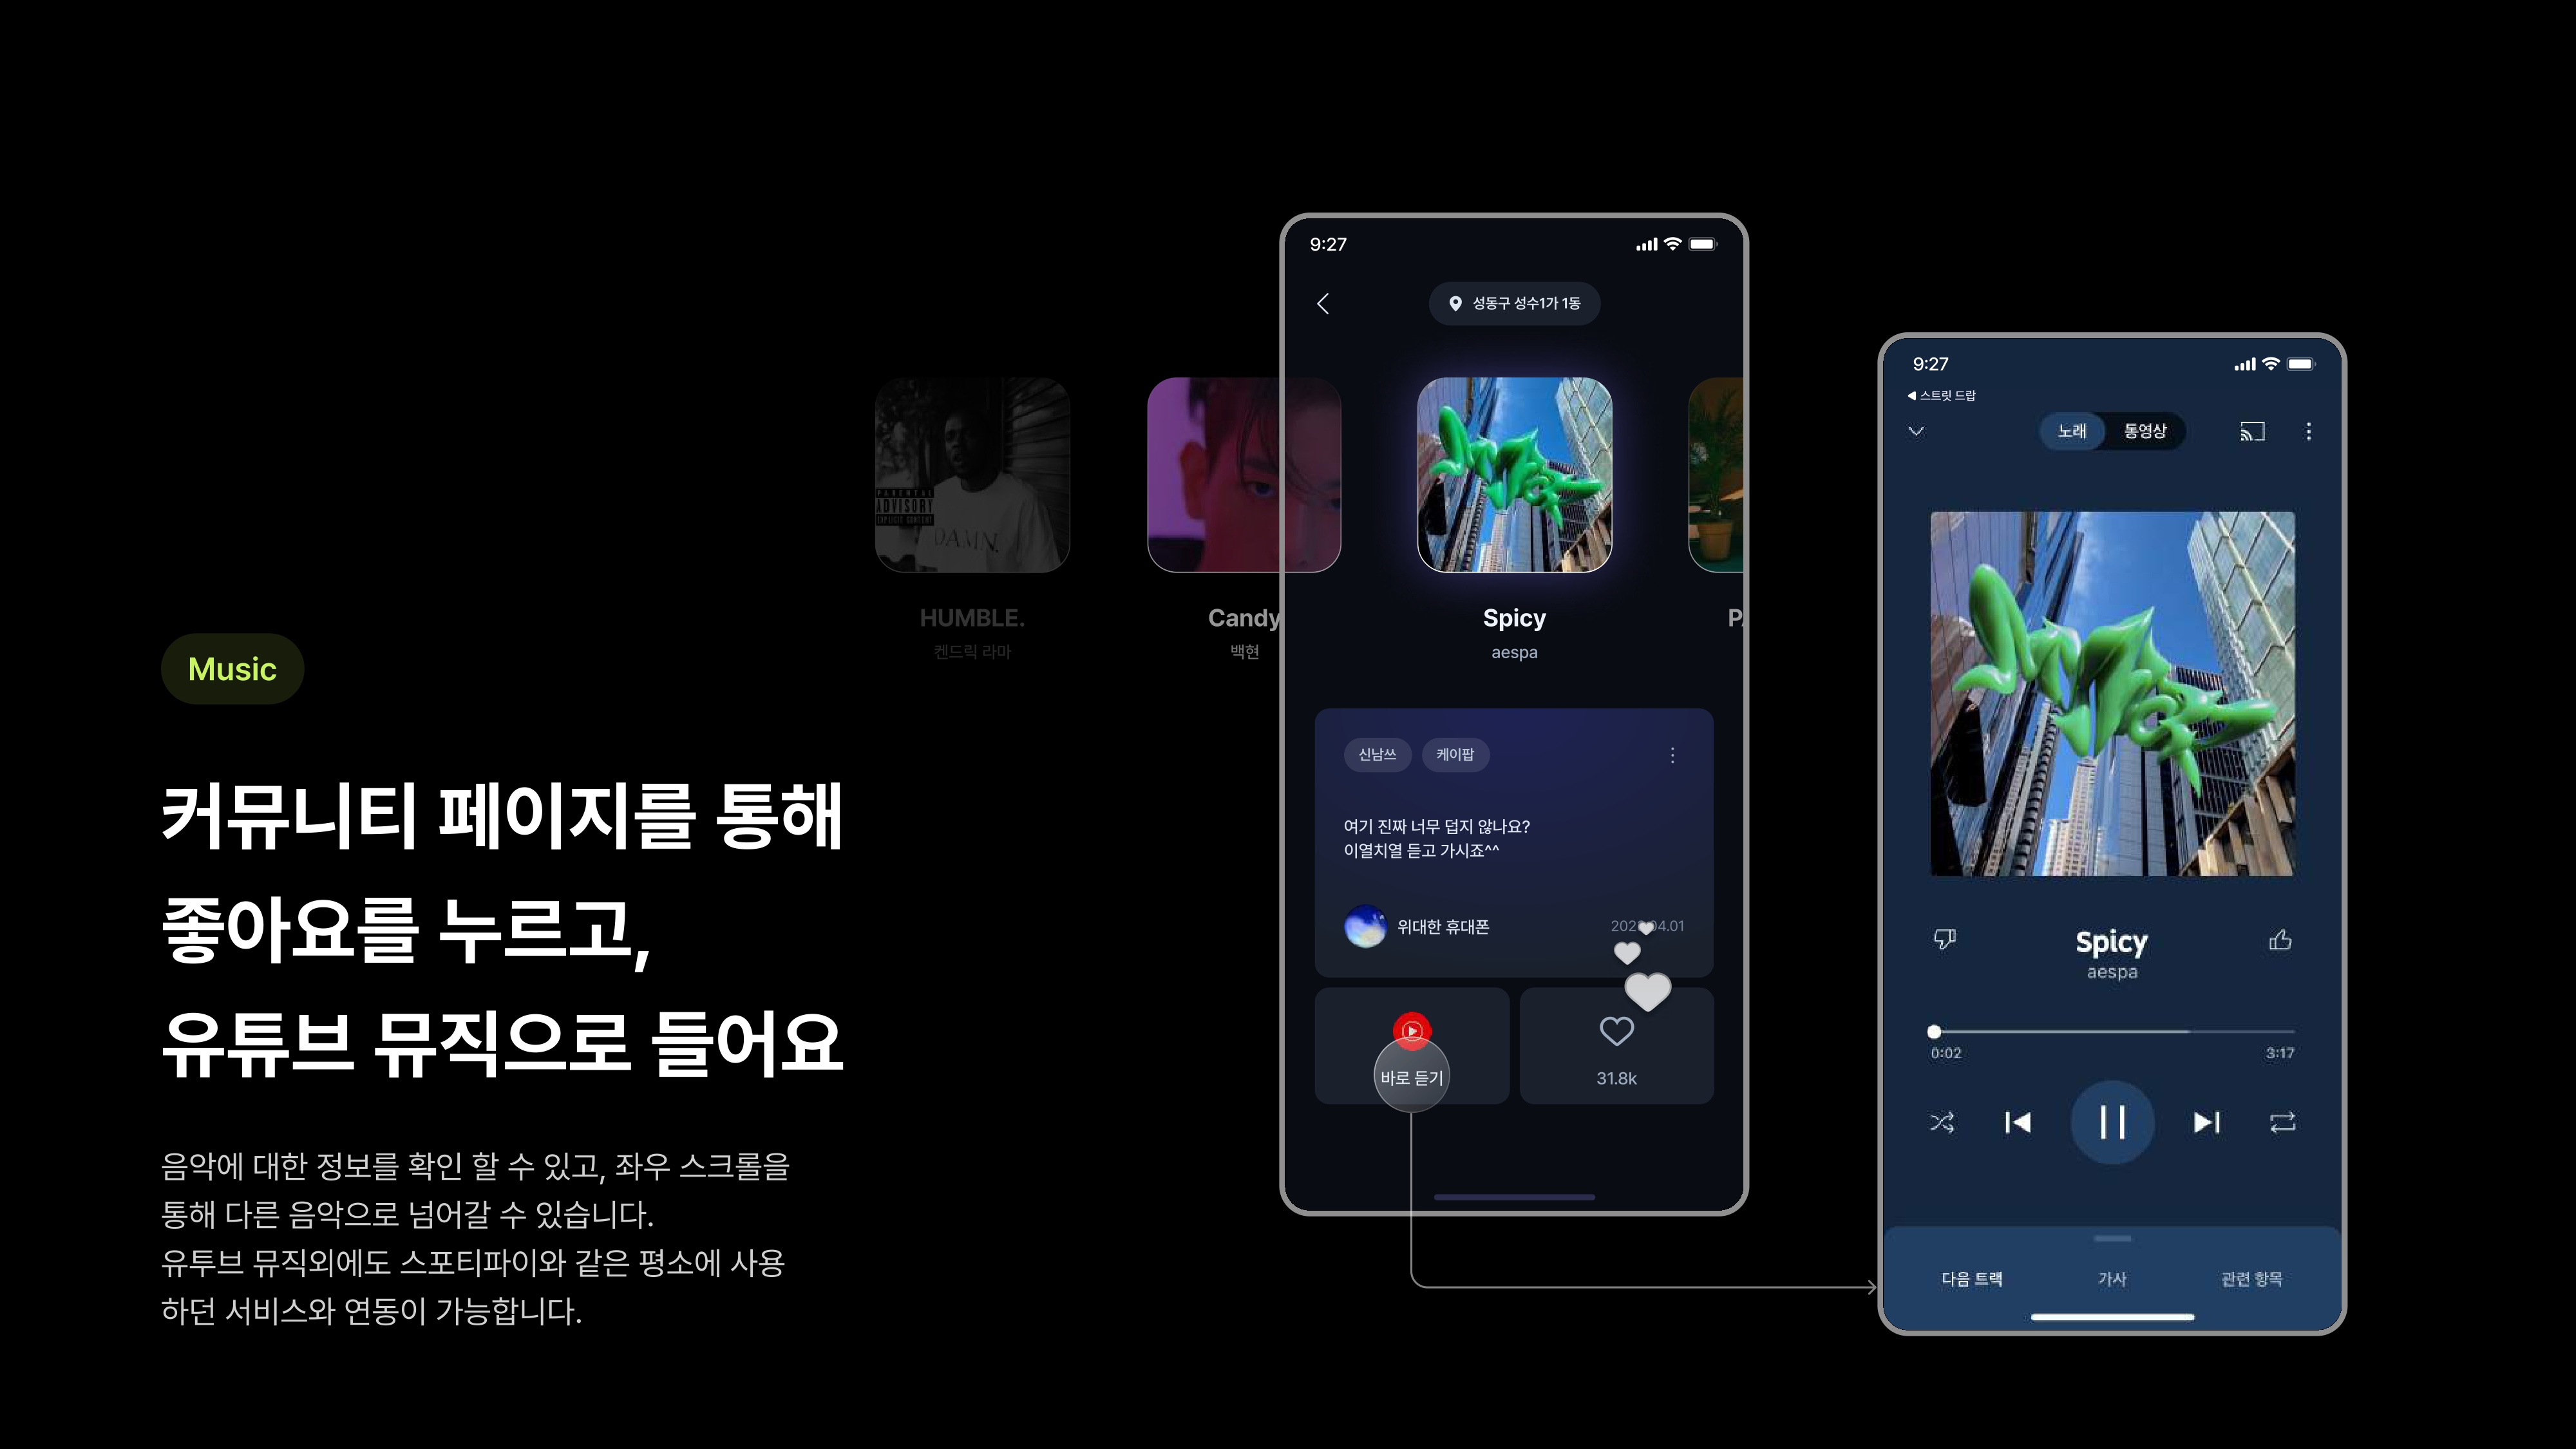 Music
커뮤니티 페이지를 통해
좋아요를 누르고,
유튜브 뮤직으로 들어요
음악에 대한 정보를 확인 할 수 있고, 좌우 스크롤을
통해 다른 음악으로 넘어갈 수 있습니다.
유투브 뮤직외에도 스포티파이와 같은 평소에 사용
하던 서비스와 연동이 가능합니다.
PARENTAL
ADVISORY
EXPLICIT CONTENT
DAMN.
HUMBLE.
켄드릭 라마
Candy
백현
9:27
성동구 성수1가 1동
Spicy
aespa
신남쓰 케이팝
여기 진짜 너무 덥지 않나요?
이열치열 듣고 가시죠^^
위대한 휴대폰
04.01
바로 듣기
31.8k
9:27
스트릿 드랍
노래 동영상
Spicy
aespa
0:02 3:17
다음 트랙 가사 관련 항목